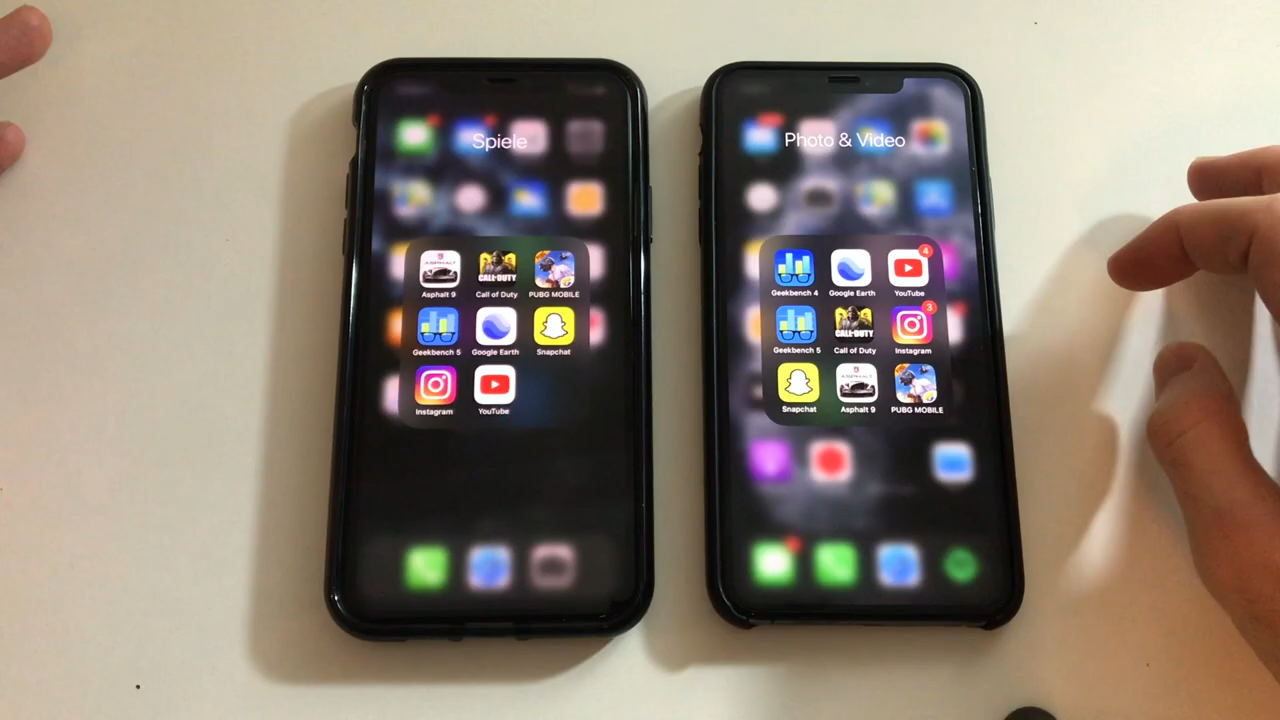 Spiele
ASPHALT
CALL OF DUTY
Asphalt 9
Call of Duty
PUBG MOBILE
Geekbench 5
Google Earth
Snapchat
Instagram
YouTube
Photo & Video
4
Geekbench 4
Google Earth
YouTube
CALL OF DUTY
3
Geekbench 5
Call of Duty
Instagram
ASPHALT
Snapchat
Asphalt 9
PUBG MOBILE